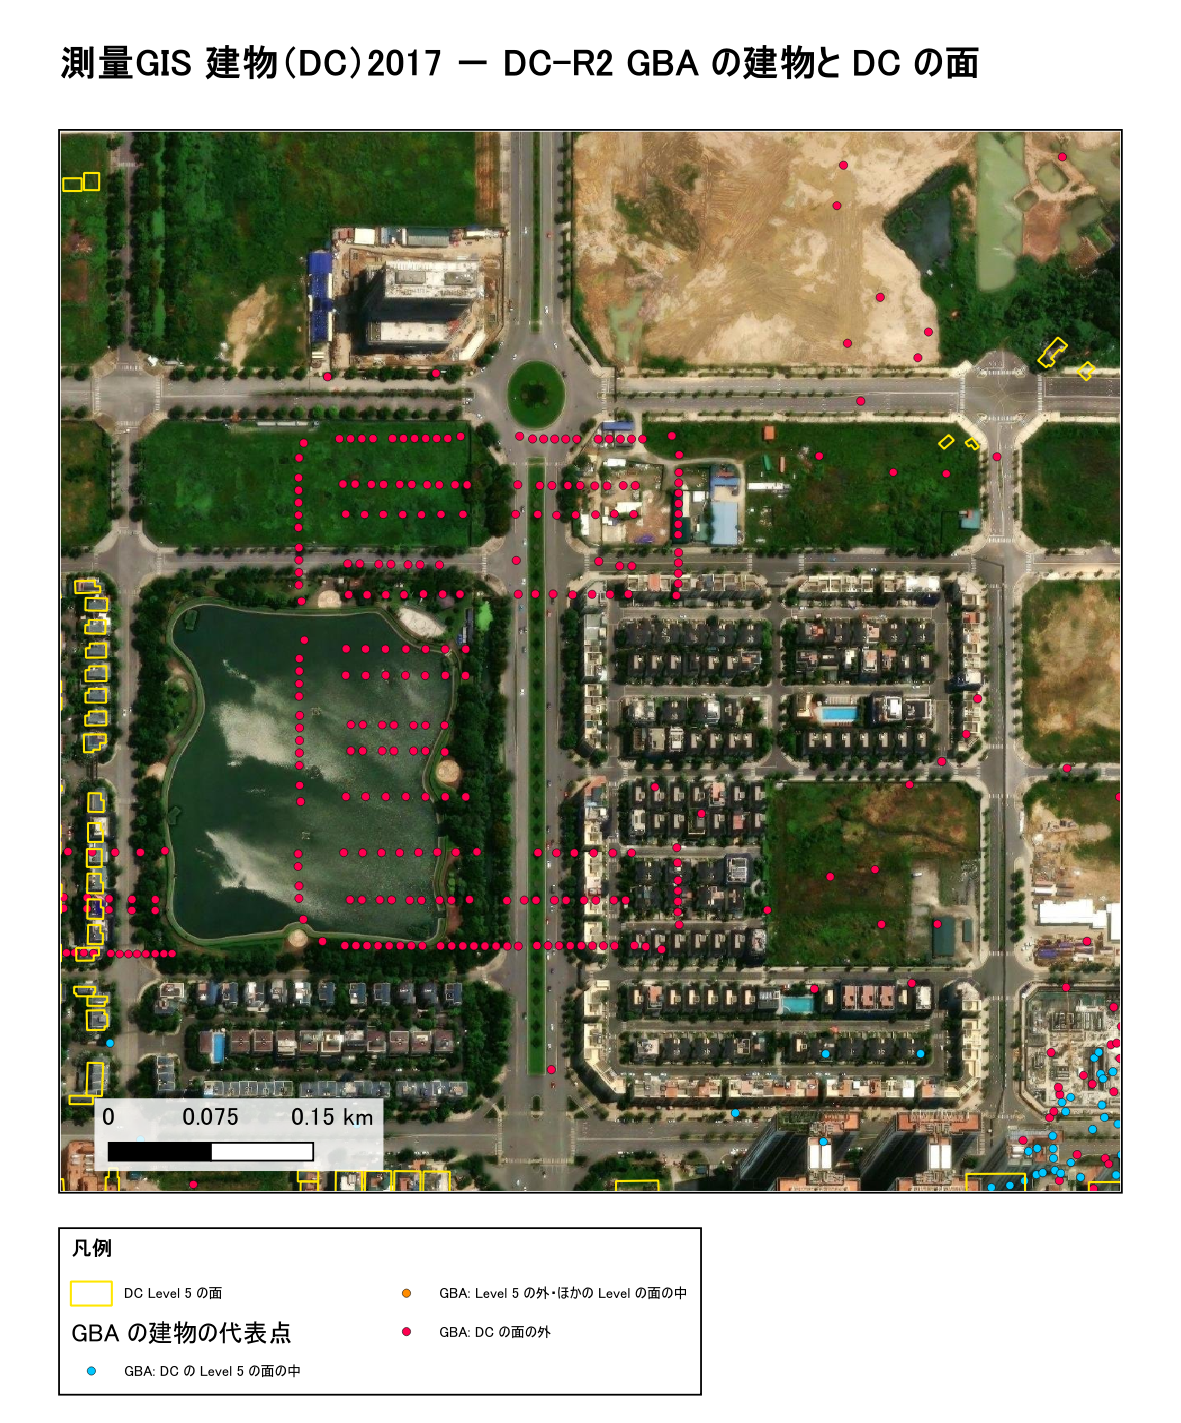 測量GIS 建物（DC）2017 － DC-R2 GBA の建物と DC の面
0 0.075 0.15 km
凡例
DC Level 5 の面
GBA の建物の代表点
GBA: DC の Level 5 の面の中
GBA: Level 5 の外・ほかの Level の面の中
GBA: DC の面の外